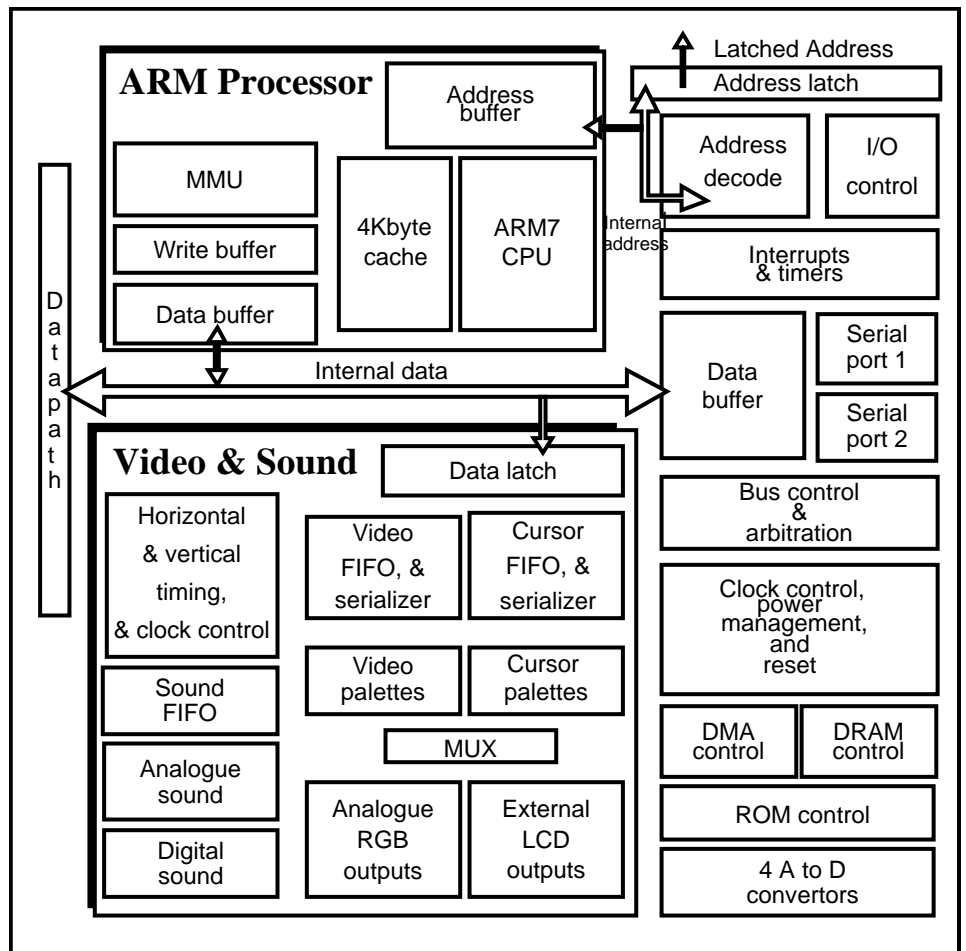 Latched Address
Address latch
ARM Processor
Address
buffer
MMU
Write buffer
Data buffer
4Kbyte
cache
ARM7
CPU
Internal
address
Address
decode
I/O
control
Interrupts
& timers
Datapath
Internal data
Data
buffer
Serial
port 1
Serial
port 2
Video & Sound
Data latch
Horizontal
& vertical
timing,
& clock control
Video
FIFO, &
serializer
Cursor
FIFO, &
serializer
Sound
FIFO
Video
palettes
Cursor
palettes
MUX
Analogue
sound
Digital
sound
Analogue
RGB
outputs
External
LCD
outputs
Bus control
&
arbitration
Clock control,
power
management,
and
reset
DMA
control
DRAM
control
ROM control
4 A to D
convertors